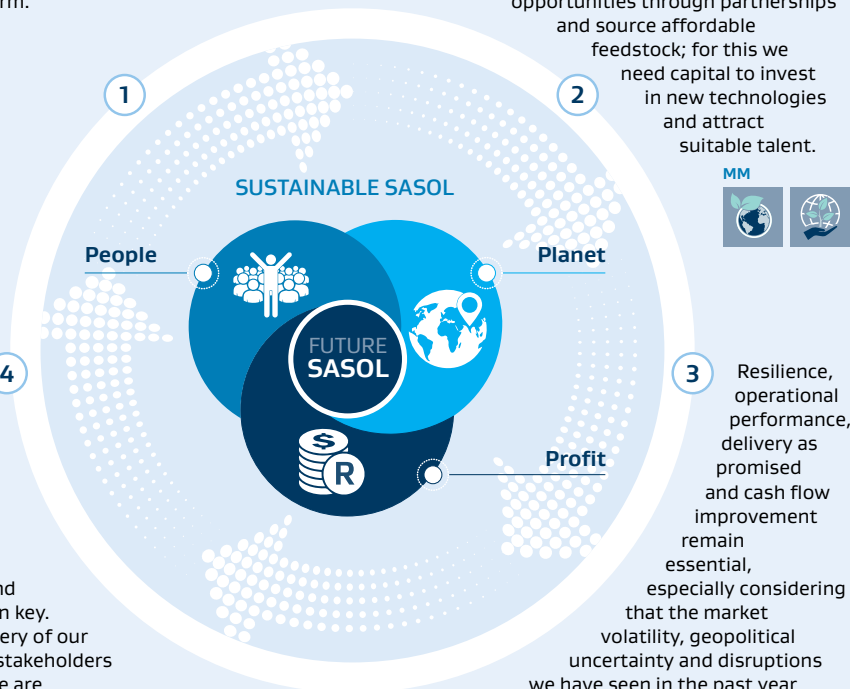 rm.
opportunities through partnerships
and source affordable
feedstock; for this we
need capital to invest
in new technologies
and attract
suitable talent.
MM
1
2
SUSTAINABLE SASOL
People
Planet
FUTURE
SASOL
$
R
Profit
4
3
Resilience,
operational
performance,
delivery as
promised
and cash flow
improvement
remain
essential,
especially considering
that the market
volatility, geopolitical
uncertainty and disruptions
we have seen in the past year
nd
n key.
ery of our
stakeholders
e are